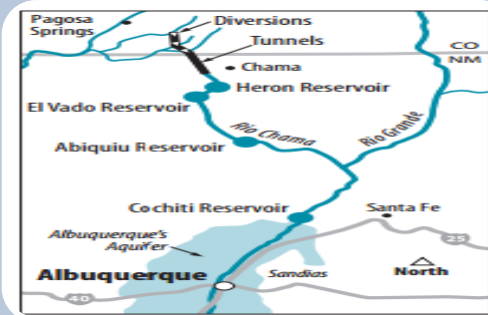 Pagosa
Springs
Diversions
Tunnels
CO
NM
Chama
Heron Reservoir
El Vado Reservoir
Rio Chama
Rio Grande
Abiquiu Reservoir
Cochiti Reservoir
Santa Fe
Albuquerque's
Aquifer
25
Albuquerque
Sandias
North
40